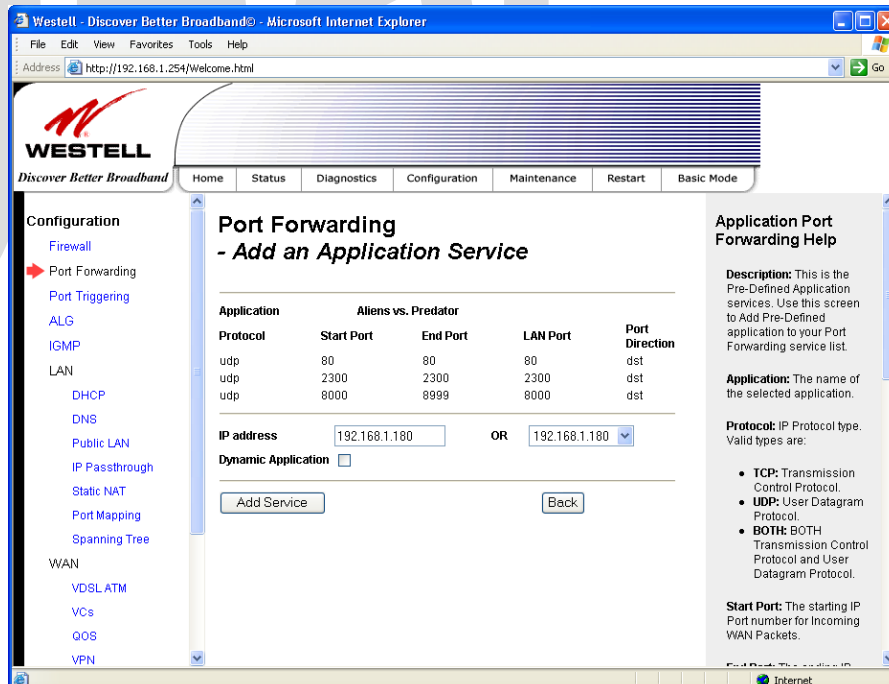 Westell - Discover Better Broadband© - Microsoft Internet Explorer
File Edit View Favorites Tools Help
Address http://192.168.1.254/Welcome.html Go
WESTELL
Discover Better Broadband
Home Status Diagnostics Configuration Maintenance Restart Basic Mode
Configuration
Firewall
Port Forwarding
Port Triggering
ALG
IGMP
LAN
DHCP
DNS
Public LAN
IP Passthrough
Static NAT
Port Mapping
Spanning Tree
WAN
VDSL ATM
VCs
QOS
VPN
Port Forwarding
- Add an Application Service
Application Aliens vs. Predator
Protocol Start Port End Port LAN Port Port Direction
udp 80 80 80 dst
udp 2300 2300 2300 dst
udp 8000 8999 8000 dst
IP address 192.168.1.180 OR 192.168.1.180
Dynamic Application
Add Service Back
Application Port
Forwarding Help
Description: This is the
Pre-Defined Application
services. Use this screen
to Add Pre-Defined
application to your Port
Forwarding service list.
Application: The name of
the selected application.
Protocol: IP Protocol type.
Valid types are:
• TCP: Transmission
Control Protocol.
• UDP: User Datagram
Protocol.
• BOTH: BOTH
Transmission Control
Protocol and User
Datagram Protocol.
Start Port: The starting IP
Port number for Incoming
WAN Packets.
Internet